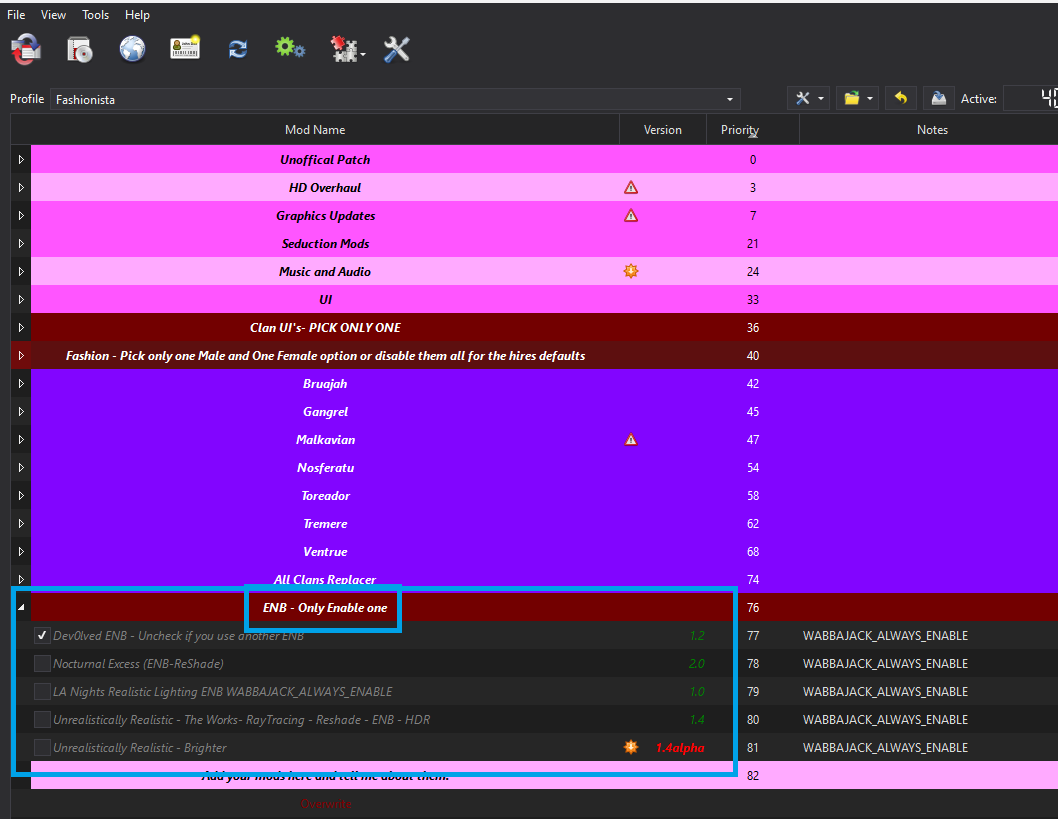 File View Tools Help
Profile Fashionista Active:
Mod Name Version Priority Notes
Unoffical Patch 0
HD Overhaul 3
Graphics Updates 7
Seduction Mods 21
Music and Audio 24
UI 33
Clan UI's- PICK ONLY ONE 36
Fashion - Pick only one Male and One Female option or disable them all for the hires defaults 40
Bruajah 42
Gangrel 45
Malkavian 47
Nosferatu 54
Toreador 58
Tremere 62
Ventrue 68
All Clans Replacer 74
ENB - Only Enable one 76
Dev0lved ENB - Uncheck if you use another ENB 1.2 77 WABBAJACK_ALWAYS_ENABLE
Nocturnal Excess (ENB-ReShade) 2.0 78 WABBAJACK_ALWAYS_ENABLE
LA Nights Realistic Lighting ENB WABBAJACK_ALWAYS_ENABLE 1.0 79 WABBAJACK_ALWAYS_ENABLE
Unrealistically Realistic - The Works- RayTracing - Reshade - ENB - HDR 1.4 80 WABBAJACK_ALWAYS_ENABLE
Unrealistically Realistic - Brighter 1.4alpha 81 WABBAJACK_ALWAYS_ENABLE
Add your mods here and tell me about them. 82
Overwrite